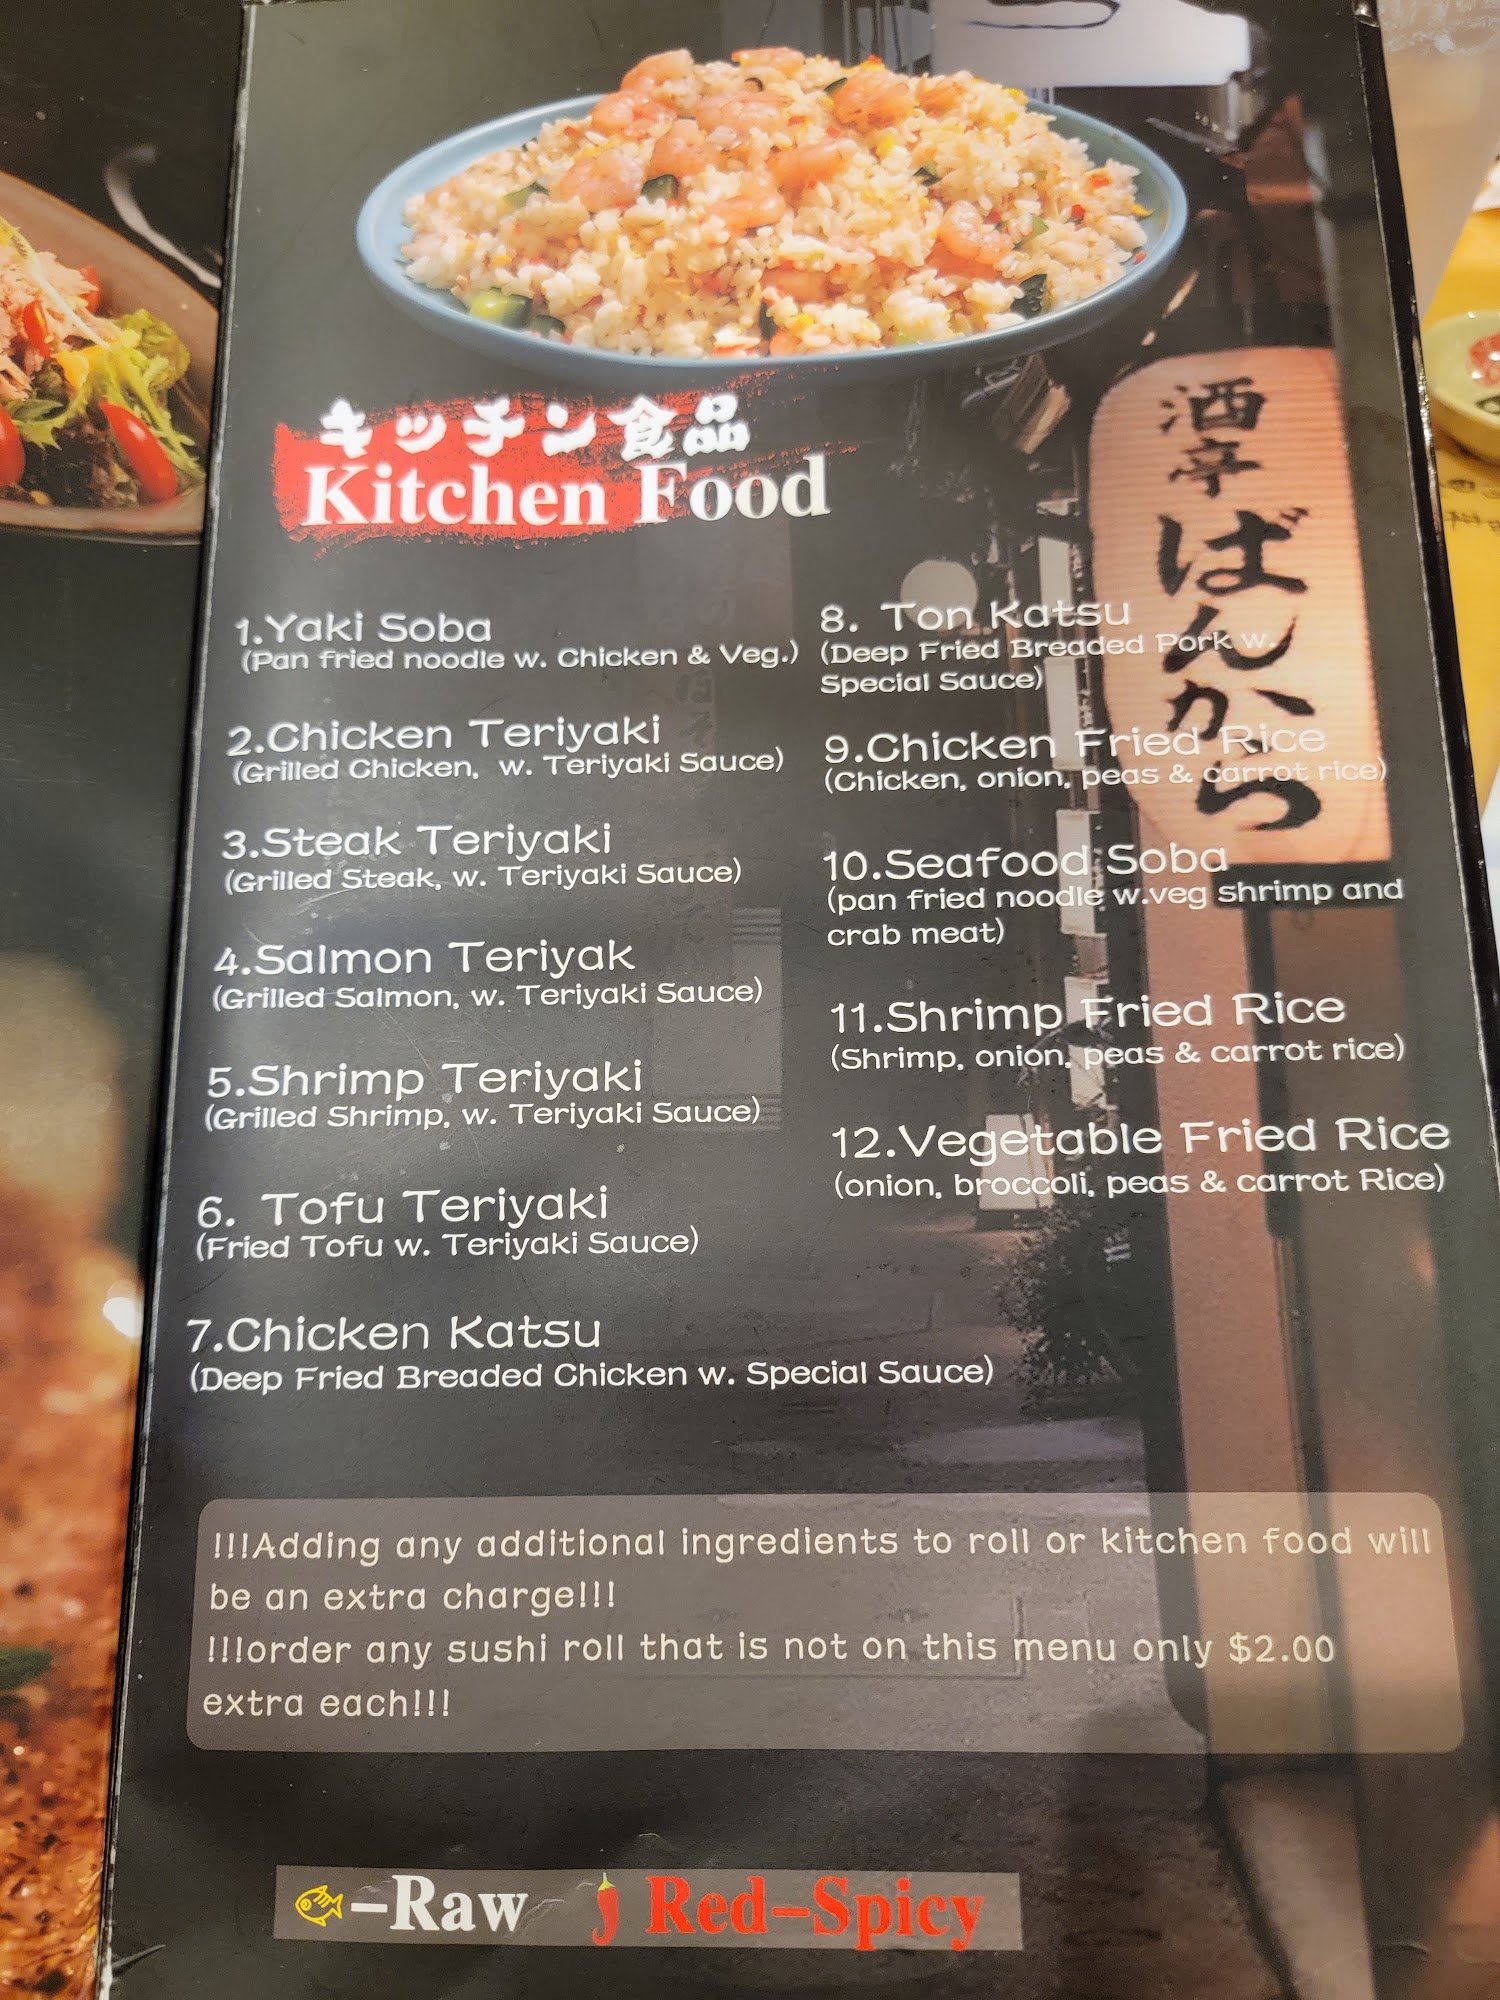 キッチン食品
Kitchen Food
1.Yaki Soba
(Pan fried noodle w. Chicken & Veg.)
2.Chicken Teriyaki
(Grilled Chicken, w. Teriyaki Sauce)
3.Steak Teriyaki
(Grilled Steak, w. Teriyaki Sauce)
4.Salmon Teriyak
(Grilled Salmon, w. Teriyaki Sauce)
5.Shrimp Teriyaki
(Grilled Shrimp, w. Teriyaki Sauce)
6. Tofu Teriyaki
(Fried Tofu w. Teriyaki Sauce)
7.Chicken Katsu
(Deep Fried Breaded Chicken w. Special Sauce)
8. Ton Katsu
(Deep Fried Breaded Pork w.
Special Sauce)
9.Chicken Fried Rice
(Chicken, onion, peas & carrot rice)
10.Seafood Soba
(pan fried noodle w.veg shrimp and
crab meat)
11.Shrimp Fried Rice
(Shrimp, onion, peas & carrot rice)
12.Vegetable Fried Rice
(onion, broccoli, peas & carrot Rice)
酒亭
ばんから
!!!Adding any additional ingredients to roll or kitchen food will
be an extra charge!!!
!!!order any sushi roll that is not on this menu only $2.00
extra each!!!
-Raw Red-Spicy